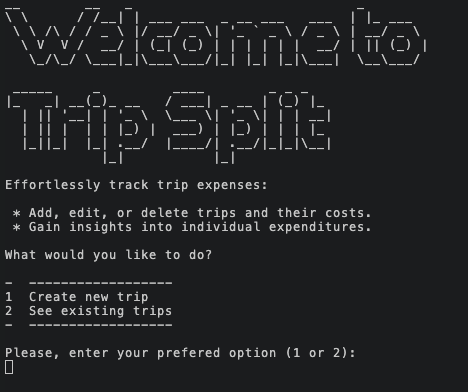 Welcome to
Trip Split
Effortlessly track trip expenses:
* Add, edit, or delete trips and their costs.
* Gain insights into individual expenditures.
What would you like to do?
-  ------------------
1  Create new trip
2  See existing trips
-  ------------------
Please, enter your prefered option (1 or 2):